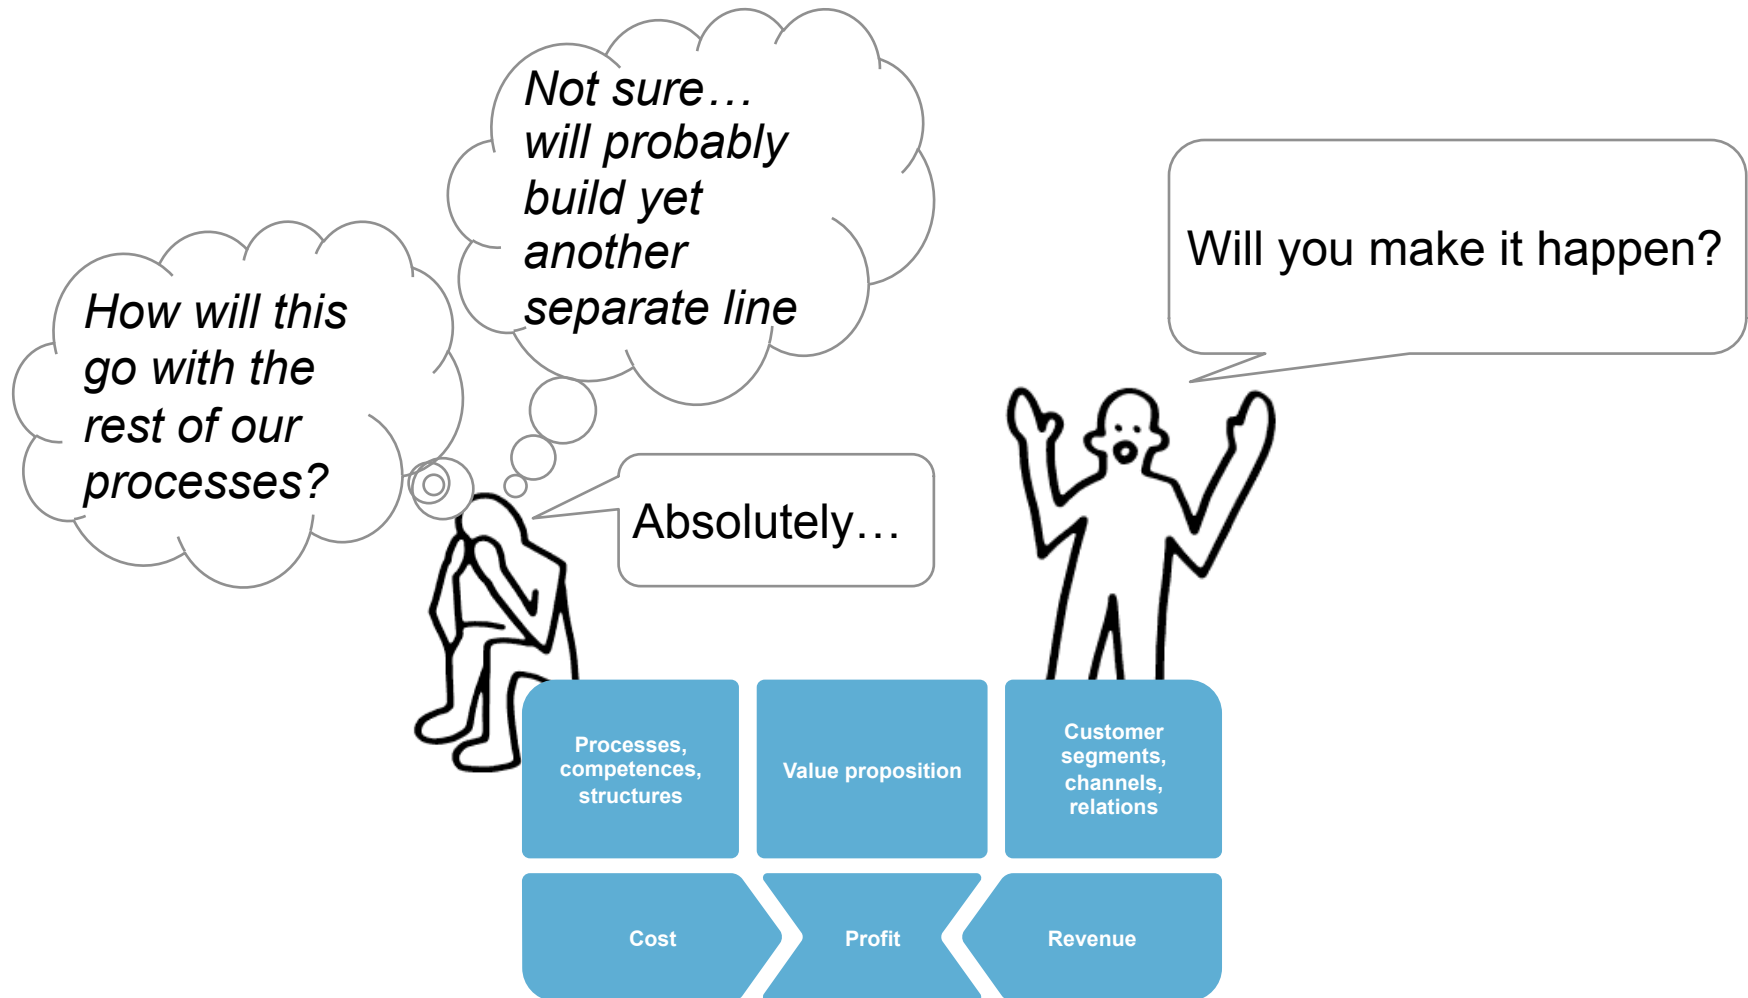 Not sure…
will probably
build yet
another
separate line
Will you make it happen?
How will this
go with the
rest of our
processes?
Absolutely…
Processes,
competences,
structures
Value proposition
Customer
segments,
channels,
relations
Cost
Profit
Revenue